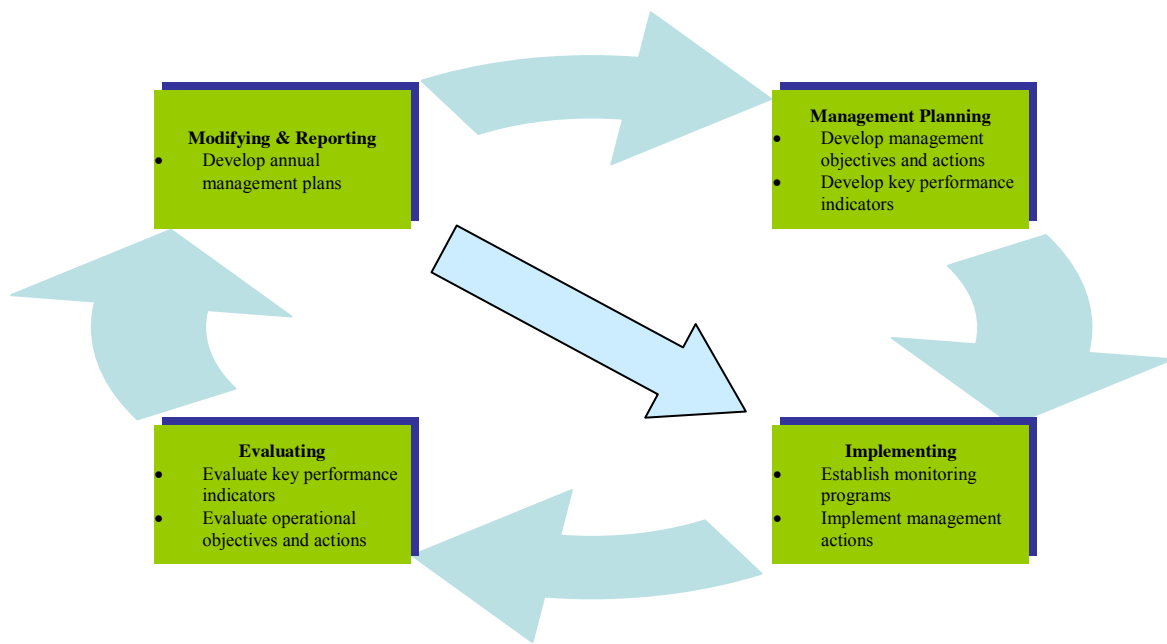 Modifying & Reporting
• Develop annual
management plans
Management Planning
• Develop management
objectives and actions
• Develop key performance
indicators
Evaluating
• Evaluate key performance
indicators
• Evaluate operational
objectives and actions
Implementing
• Establish monitoring
programs
• Implement management
actions